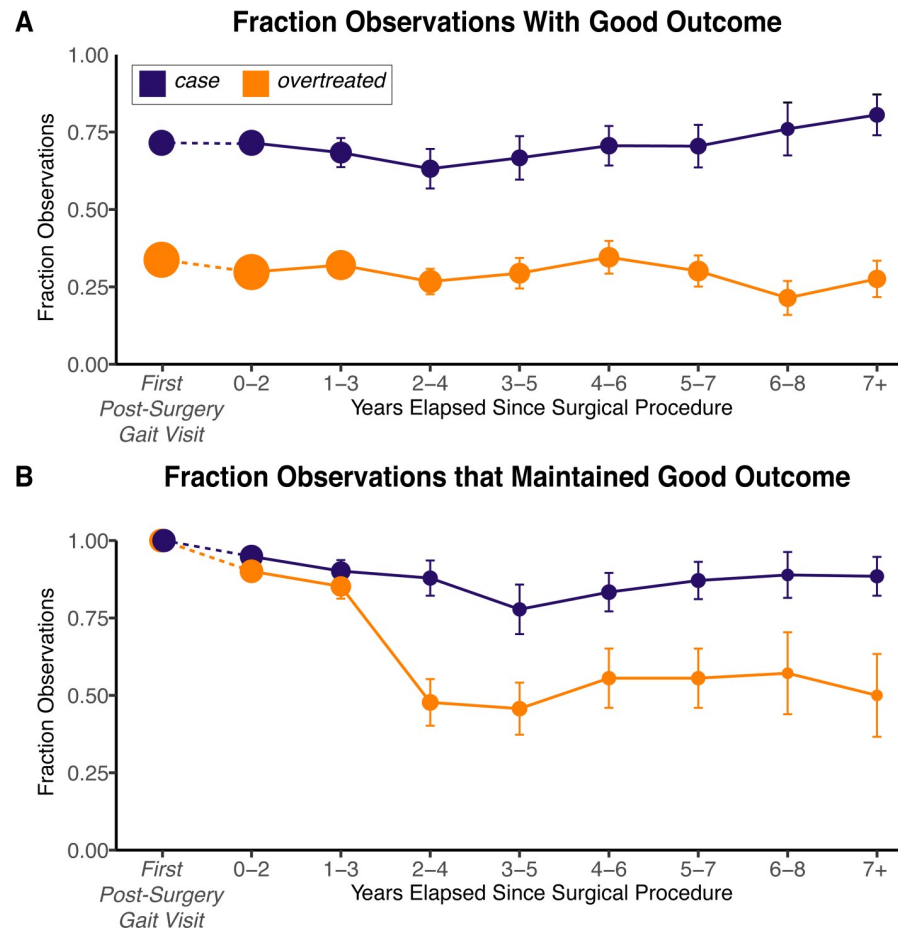 A
Fraction Observations With Good Outcome
Fraction Observations
1.00
0.75
0.50
0.25
0.00
case
overtreated
First
Post-Surgery
Gait Visit
0–2
1–3
2–4
3–5
4–6
5–7
6–8
7+
Years Elapsed Since Surgical Procedure
B
Fraction Observations that Maintained Good Outcome
Fraction Observations
1.00
0.75
0.50
0.25
0.00
First
Post-Surgery
Gait Visit
0–2
1–3
2–4
3–5
4–6
5–7
6–8
7+
Years Elapsed Since Surgical Procedure